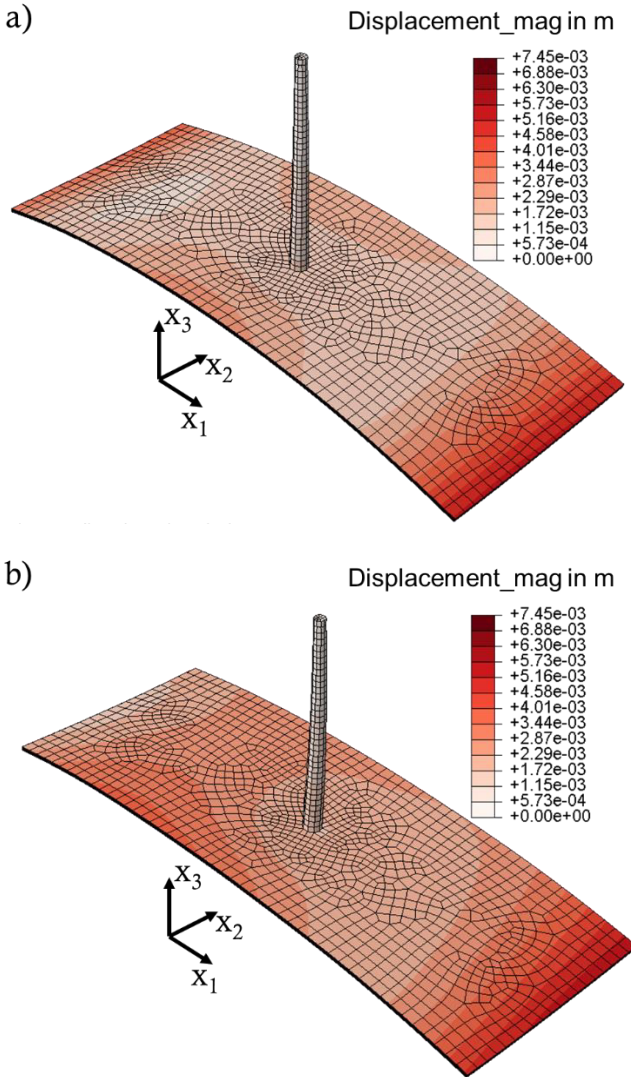 a)
Displacement_mag in m
+7.45e-03
+6.88e-03
+6.30e-03
+5.73e-03
+5.16e-03
+4.58e-03
+4.01e-03
+3.44e-03
+2.87e-03
+2.29e-03
+1.72e-03
+1.15e-03
+5.73e-04
+0.00e+00
x3
x2
x1
b)
Displacement_mag in m
+7.45e-03
+6.88e-03
+6.30e-03
+5.73e-03
+5.16e-03
+4.58e-03
+4.01e-03
+3.44e-03
+2.87e-03
+2.29e-03
+1.72e-03
+1.15e-03
+5.73e-04
+0.00e+00
x3
x2
x1